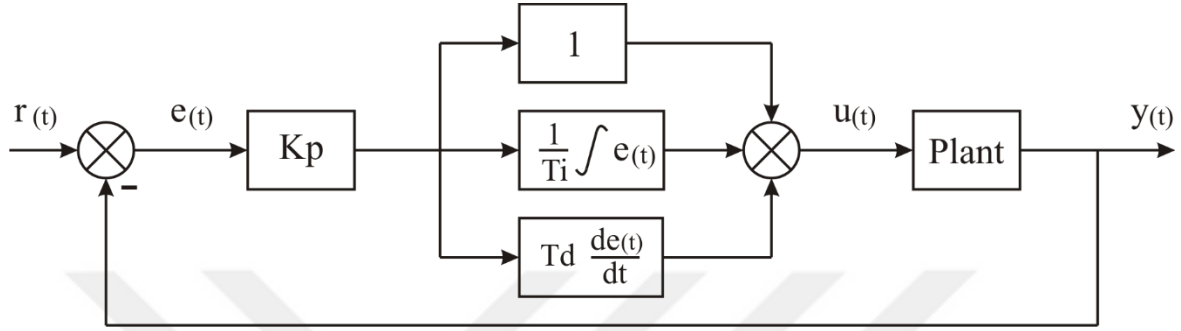 1
r(t)
e(t)
Kp
1/Ti ∫ e(t)
u(t)
Plant
y(t)
-
Td de(t)/dt